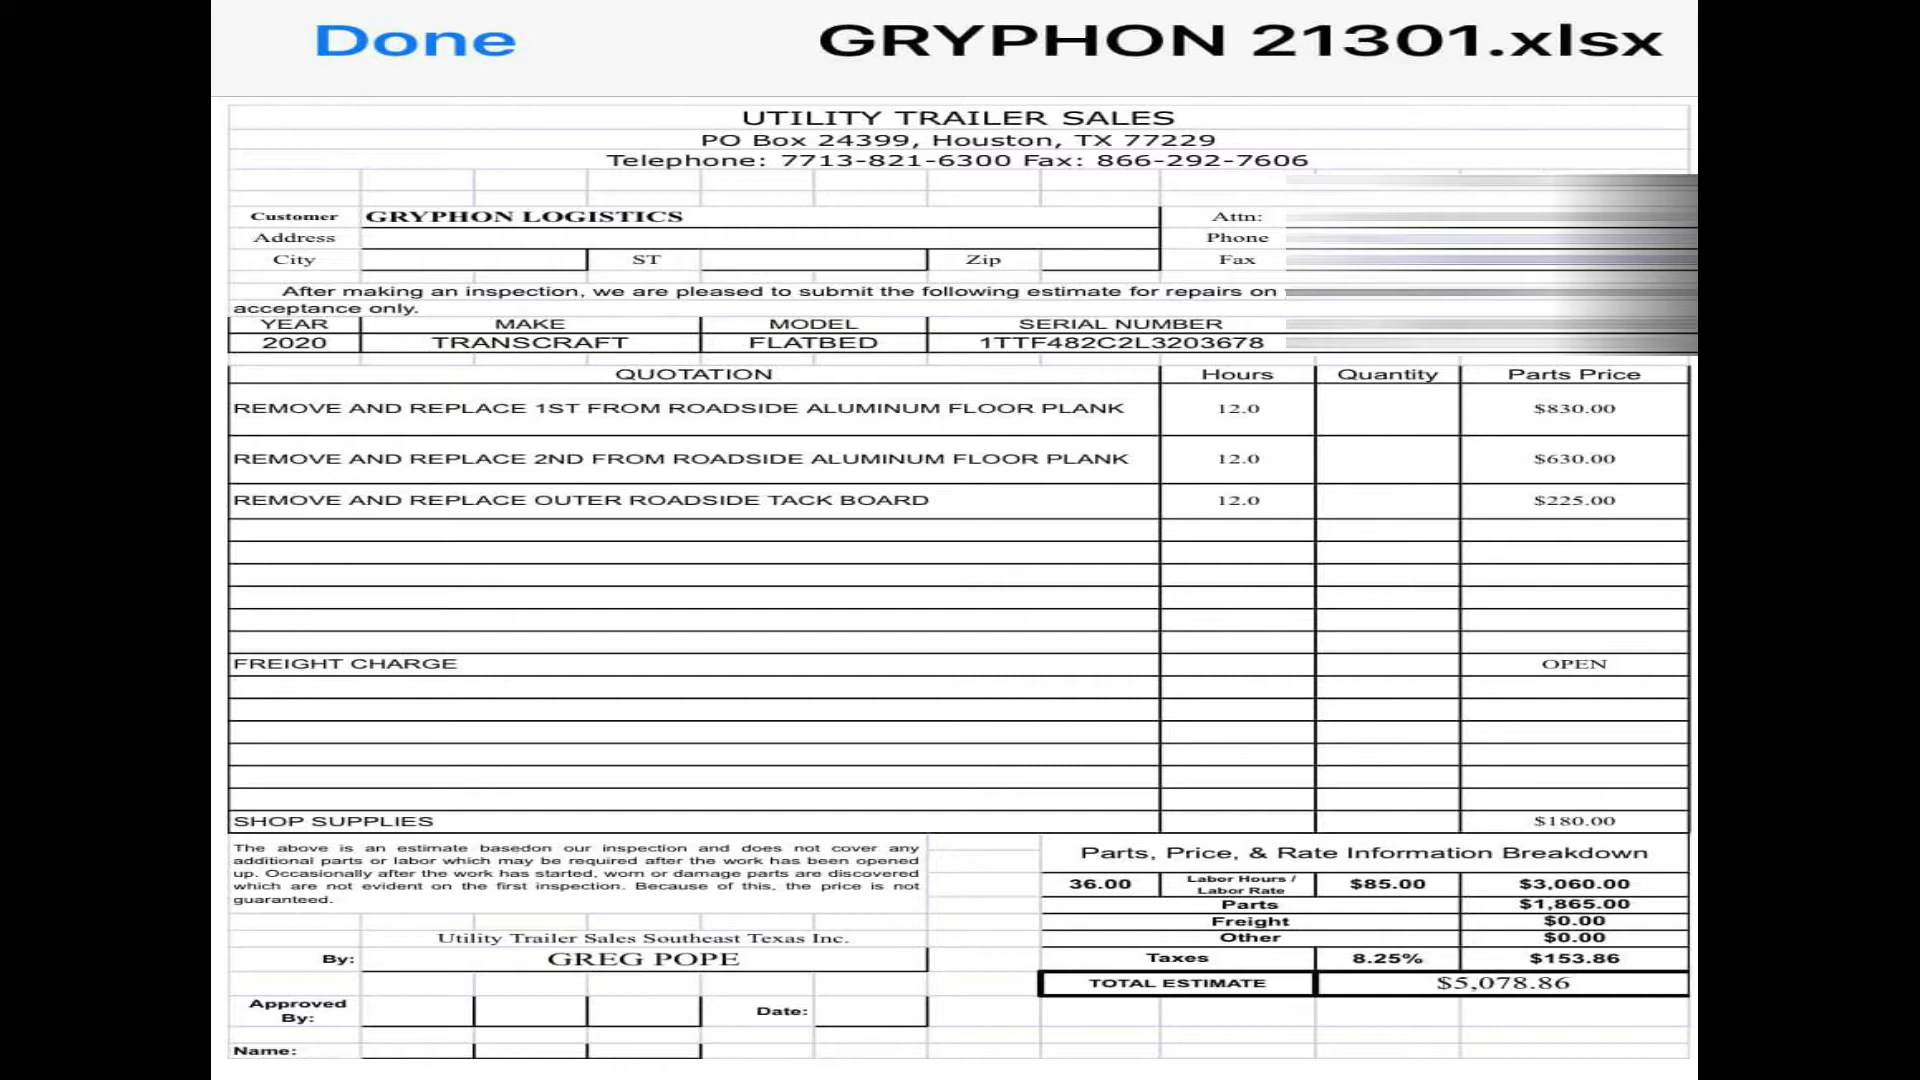 Done GRYPHON 21301.xlsx
UTILITY TRAILER SALES
PO Box 24399, Houston, TX 77229
Telephone: 7713-821-6300 Fax: 866-292-7606
Customer GRYPHON LOGISTICS Attn:
Address Phone
City ST Zip Fax
After making an inspection, we are pleased to submit the following estimate for repairs on
acceptance only.
YEAR MAKE MODEL SERIAL NUMBER
2020 TRANSCRAFT FLATBED 1TTF482C2L3203678
QUOTATION Hours Quantity Parts Price
REMOVE AND REPLACE 1ST FROM ROADSIDE ALUMINUM FLOOR PLANK 12.0 $830.00
REMOVE AND REPLACE 2ND FROM ROADSIDE ALUMINUM FLOOR PLANK 12.0 $630.00
REMOVE AND REPLACE OUTER ROADSIDE TACK BOARD 12.0 $225.00
FREIGHT CHARGE OPEN
SHOP SUPPLIES $180.00
The above is an estimate basedon our inspection and does not cover any
additional parts or labor which may be required after the work has been opened
up. Occasionally after the work has started, worn or damage parts are discovered
which are not evident on the first inspection. Because of this, the price is not
guaranteed.
Parts, Price, & Rate Information Breakdown
36.00 Labor Hours / Labor Rate $85.00 $3,060.00
Parts $1,865.00
Freight $0.00
Other $0.00
Taxes 8.25% $153.86
TOTAL ESTIMATE $5,078.86
Utility Trailer Sales Southeast Texas Inc.
By: GREG POPE
Approved
By: Date:
Name: